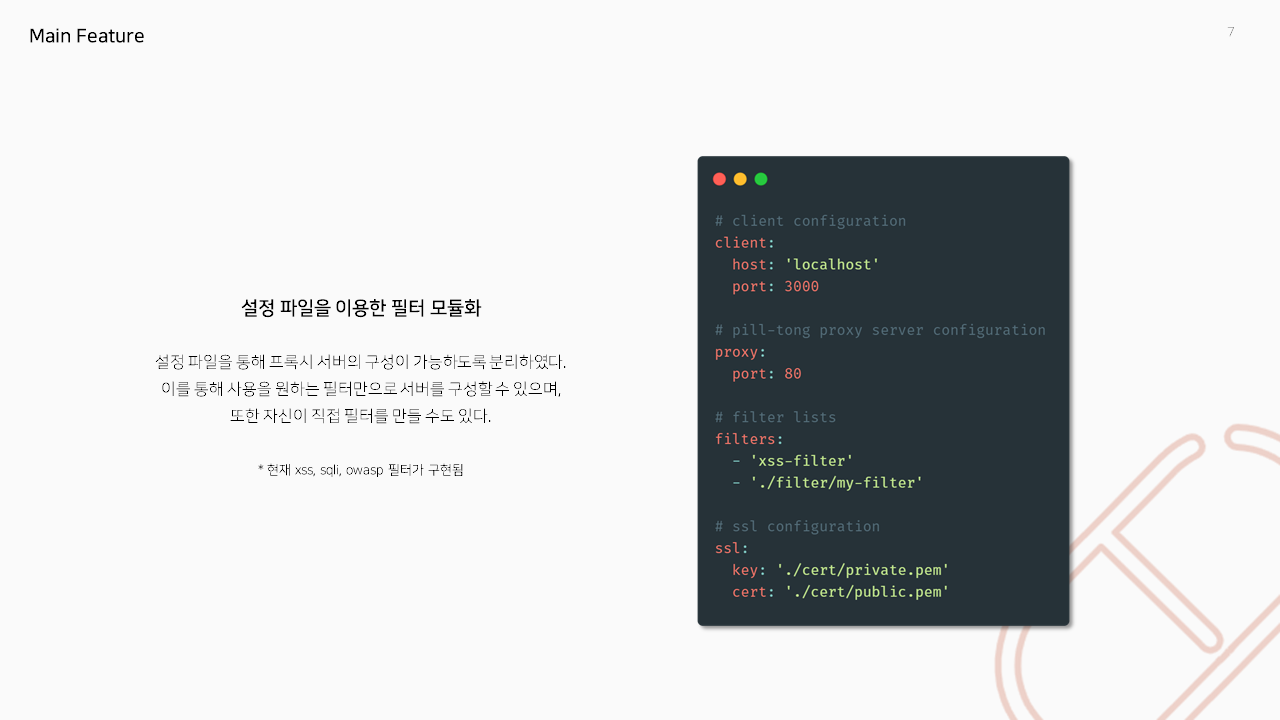 Main Feature
7
설정 파일을 이용한 필터 모듈화
설정 파일을 통해 프록시 서버의 구성이 가능하도록 분리하였다.
이를 통해 사용을 원하는 필터만으로 서버를 구성할 수 있으며,
또한 자신이 직접 필터를 만들 수도 있다.
* 현재 xss, sqli, owasp 필터가 구현됨
# client configuration
client:
  host: 'localhost'
  port: 3000
# pill-tong proxy server configuration
proxy:
  port: 80
# filter lists
filters:
  - 'xss-filter'
  - './filter/my-filter'
# ssl configuration
ssl:
  key: './cert/private.pem'
  cert: './cert/public.pem'